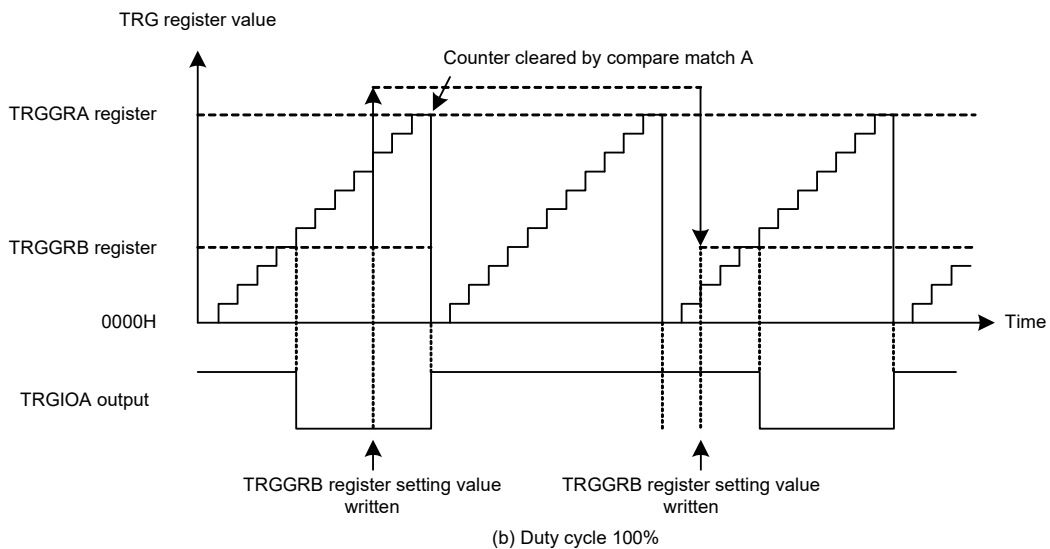 TRG register value
Counter cleared by compare match A
TRGGRA register
TRGGRB register
0000H
Time
TRGIOA output
TRGGRB register setting value
written
TRGGRB register setting value
written
(b) Duty cycle 100%